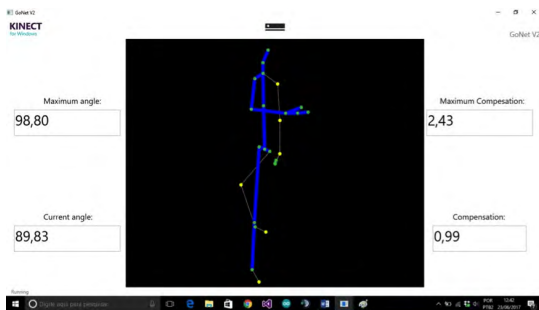 GoNet V2
KINECT
for Windows
GoNet V2
Maximum angle:
98,80
Maximum Compesation:
2,43
Current angle:
89,83
Compensation:
0,99
Running
Digite aqui para pesquisar
POR
PTB2
12:42
23/06/2017